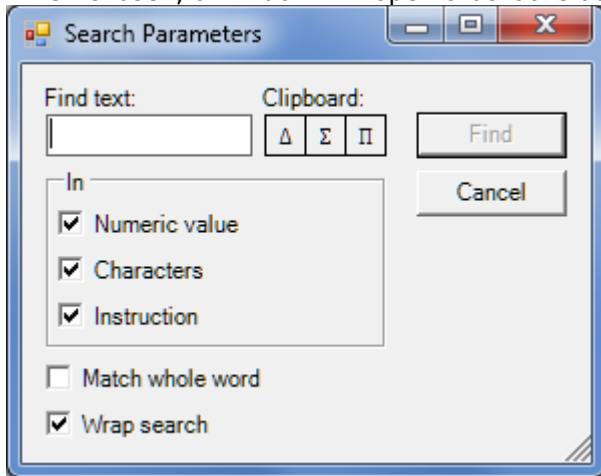 Search Parameters
Find text:
Clipboard:
Δ Σ Π
Find
In
Cancel
Numeric value
Characters
Instruction
Match whole word
Wrap search